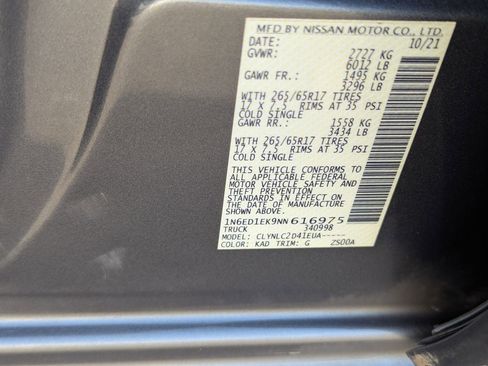 MFD BY NISSAN MOTOR CO., LTD.
DATE: 10/21
GVWR: 2727 KG
6012 LB
GAWR FR.: 1495 KG
3296 LB
WITH 265/65R17 TIRES
17 X 7.5 RIMS AT 35 PSI
COLD SINGLE
GAWR RR.: 1558 KG
3434 LB
WITH 265/65R17 TIRES
17 X 7.5 RIMS AT 35 PSI
COLD SINGLE
THIS VEHICLE CONFORMS TO
ALL APPLICABLE FEDERAL
MOTOR VEHICLE SAFETY AND
THEFT PREVENTION
STANDARDS IN EFFECT ON
THE DATE OF MANUFACTURE
SHOWN ABOVE.
1N6ED1EK9NN616975
TRUCK 340998
MODEL: CLYNLC2D41EUA-----
COLOR: KAD TRIM: G ZS00A